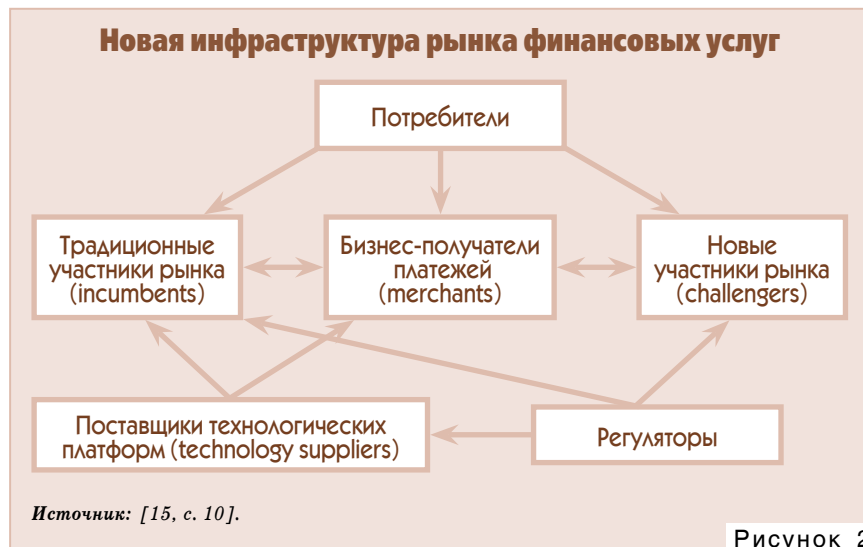 Новая инфраструктура рынка финансовых услуг
Потребители
Традиционные
участники рынка
(incumbents)
Бизнес-получатели
платежей
(merchants)
Новые
участники рынка
(challengers)
Поставщики технологических
платформ (technology suppliers)
Регуляторы
Источник: [15, с. 10].
Рисунок 2